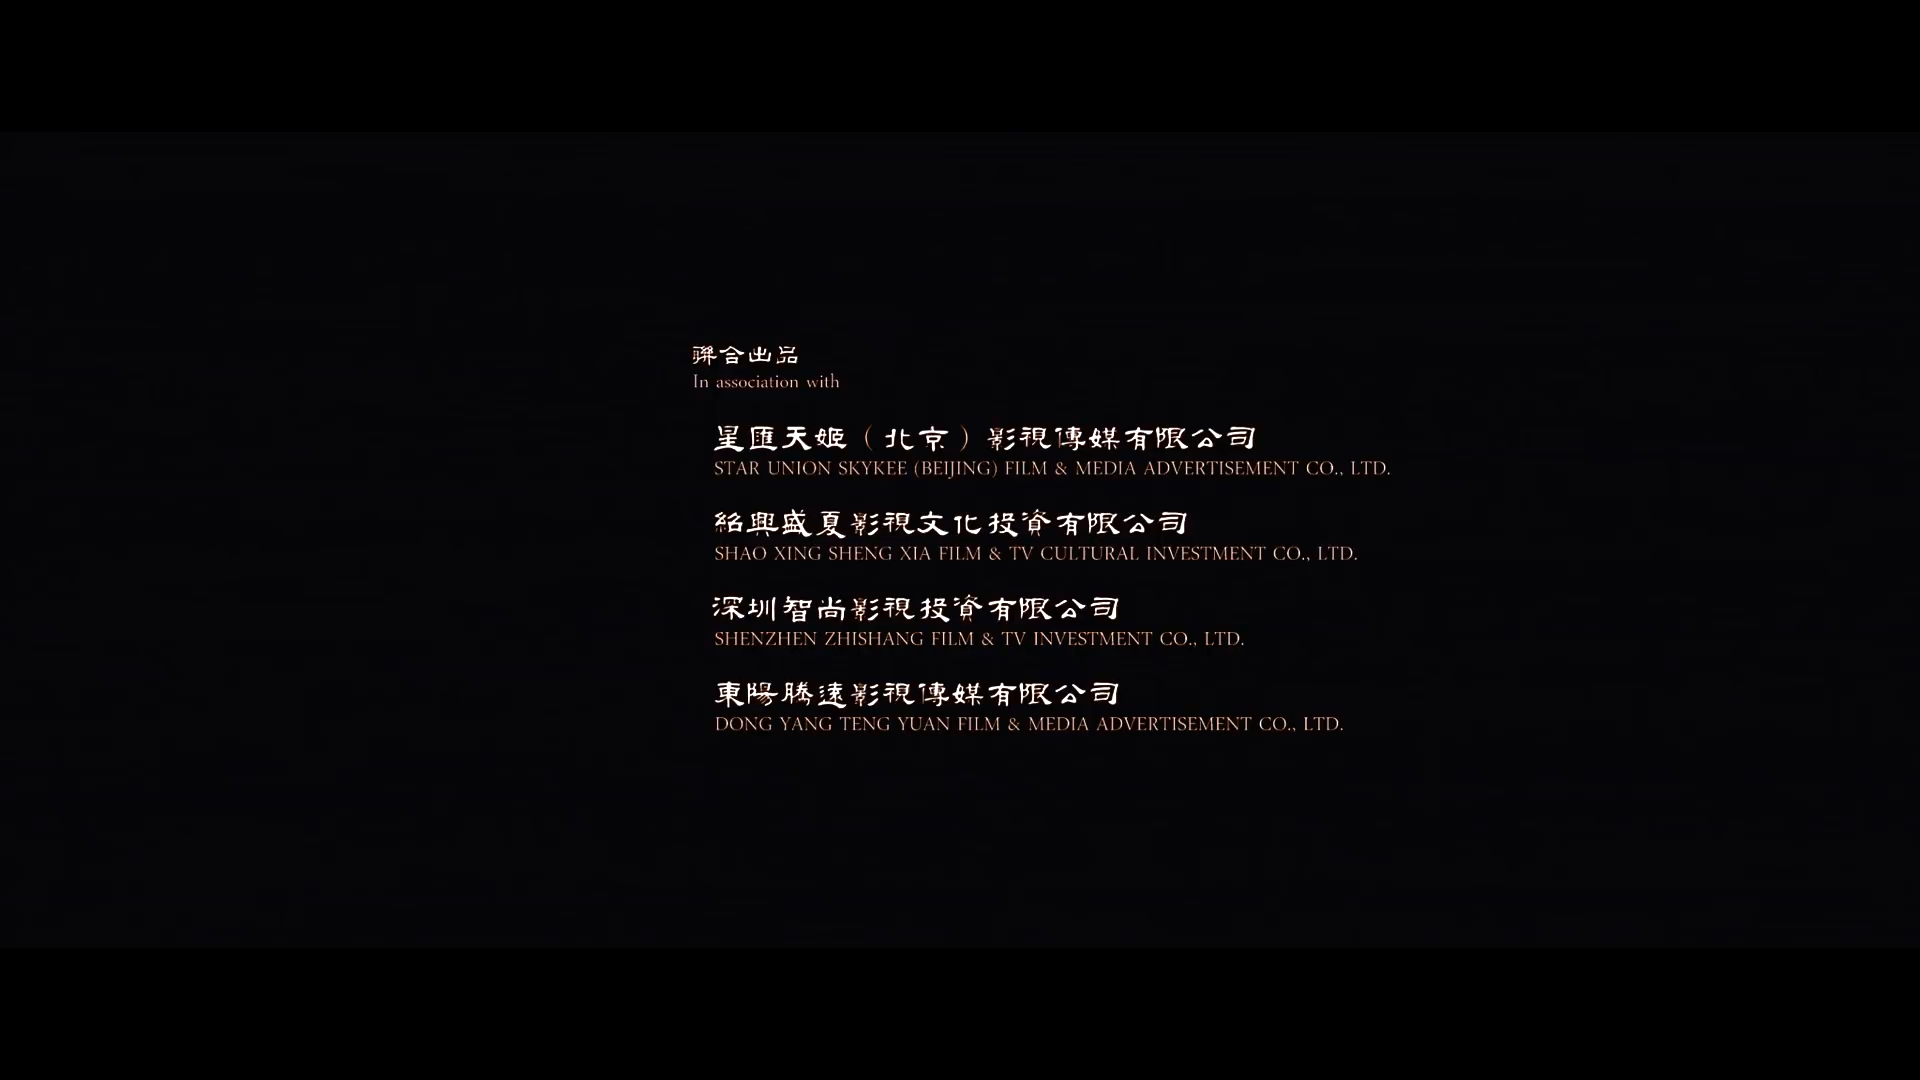 聯合出品
In association with
星匯天姬（北京）影視傳媒有限公司
STAR UNION SKYKEE (BEIJING) FILM & MEDIA ADVERTISEMENT CO., LTD.
紹興盛夏影視文化投資有限公司
SHAO XING SHENG XIA FILM & TV CULTURAL INVESTMENT CO., LTD.
深圳智尚影視投資有限公司
SHENZHEN ZHISHANG FILM & TV INVESTMENT CO., LTD.
東陽騰遠影視傳媒有限公司
DONG YANG TENG YUAN FILM & MEDIA ADVERTISEMENT CO., LTD.